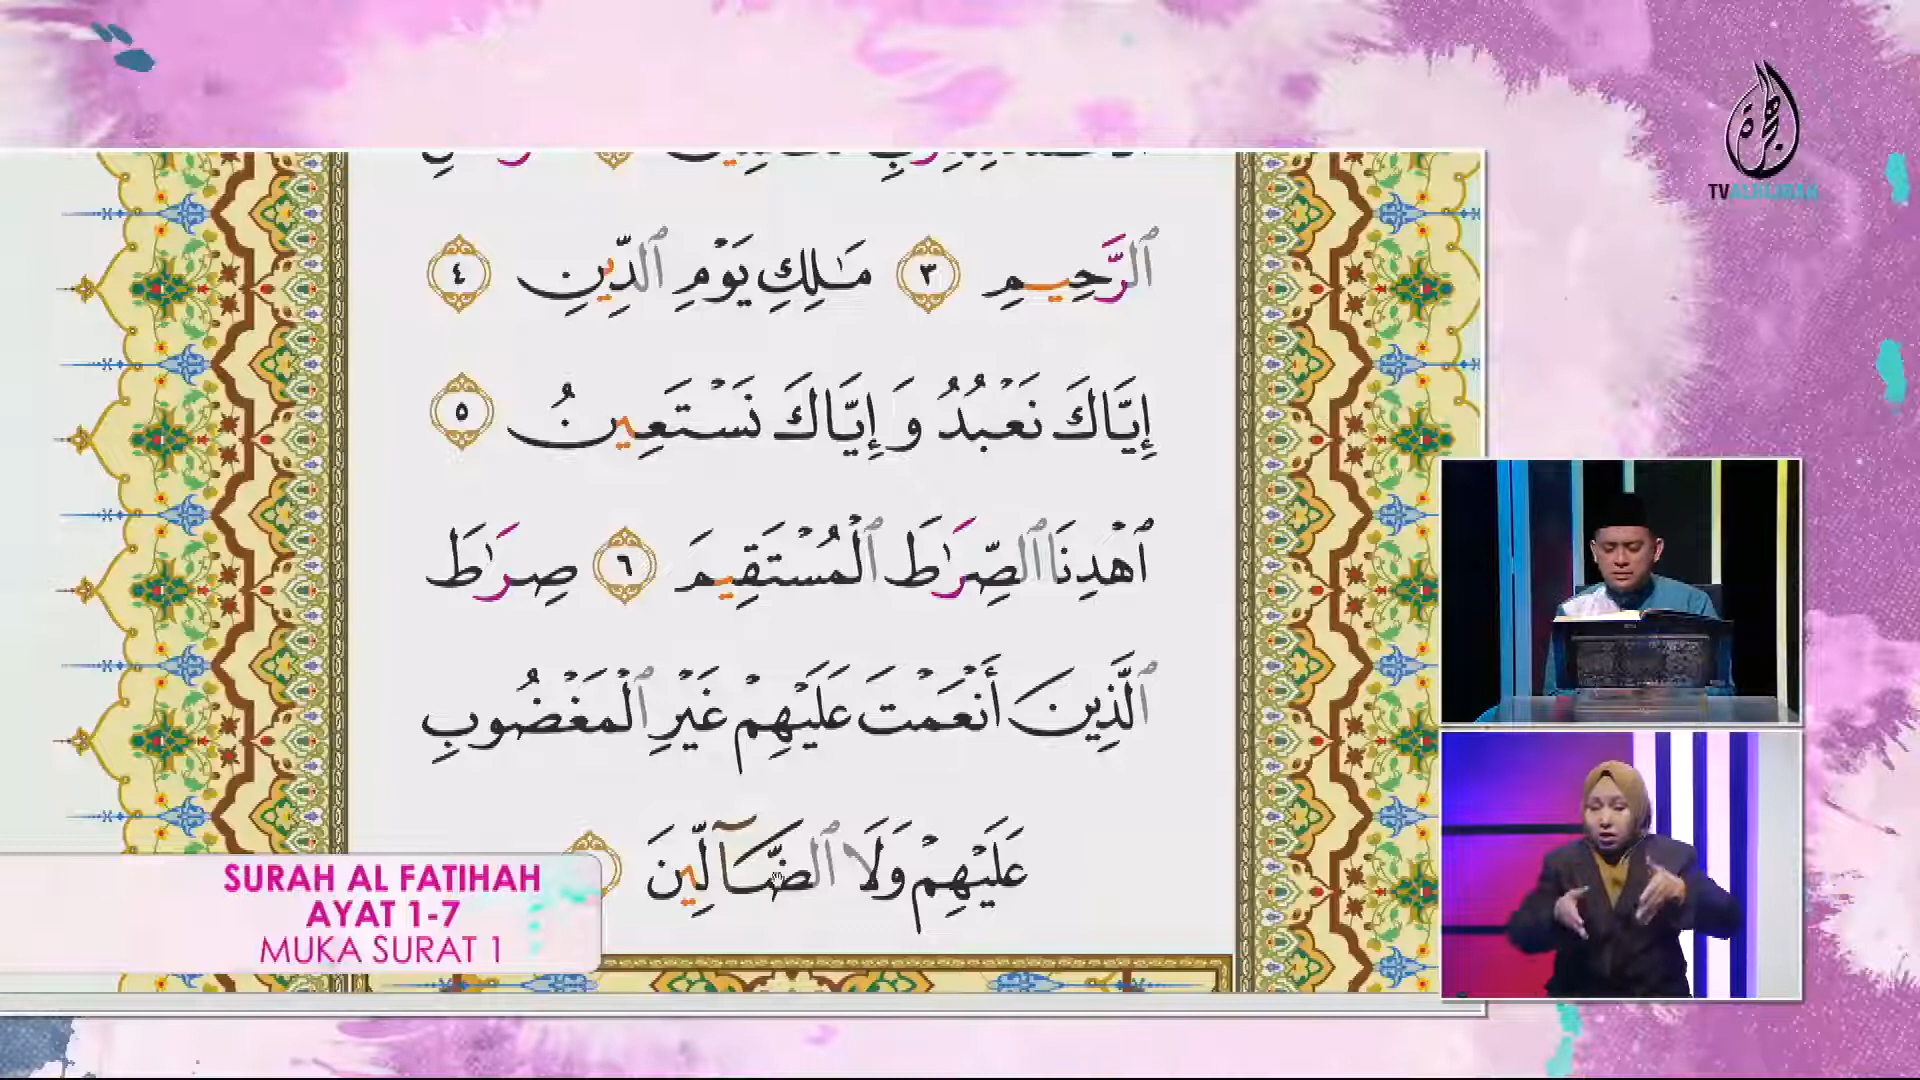 ٱلرَّحِيمِ ٣ مَـٰلِكِ يَوْمِ ٱلدِّينِ ٤
إِيَّاكَ نَعْبُدُ وَإِيَّاكَ نَسْتَعِينُ ٥
ٱهْدِنَا ٱلصِّرَٰطَ ٱلْمُسْتَقِيمَ ٦ صِرَٰطَ
ٱلَّذِينَ أَنْعَمْتَ عَلَيْهِمْ غَيْرِ ٱلْمَغْضُوبِ
عَلَيْهِمْ وَلَا ٱلضَّآلِّينَ
SURAH AL FATIHAH
AYAT 1-7
MUKA SURAT 1
TVALHIJRAH